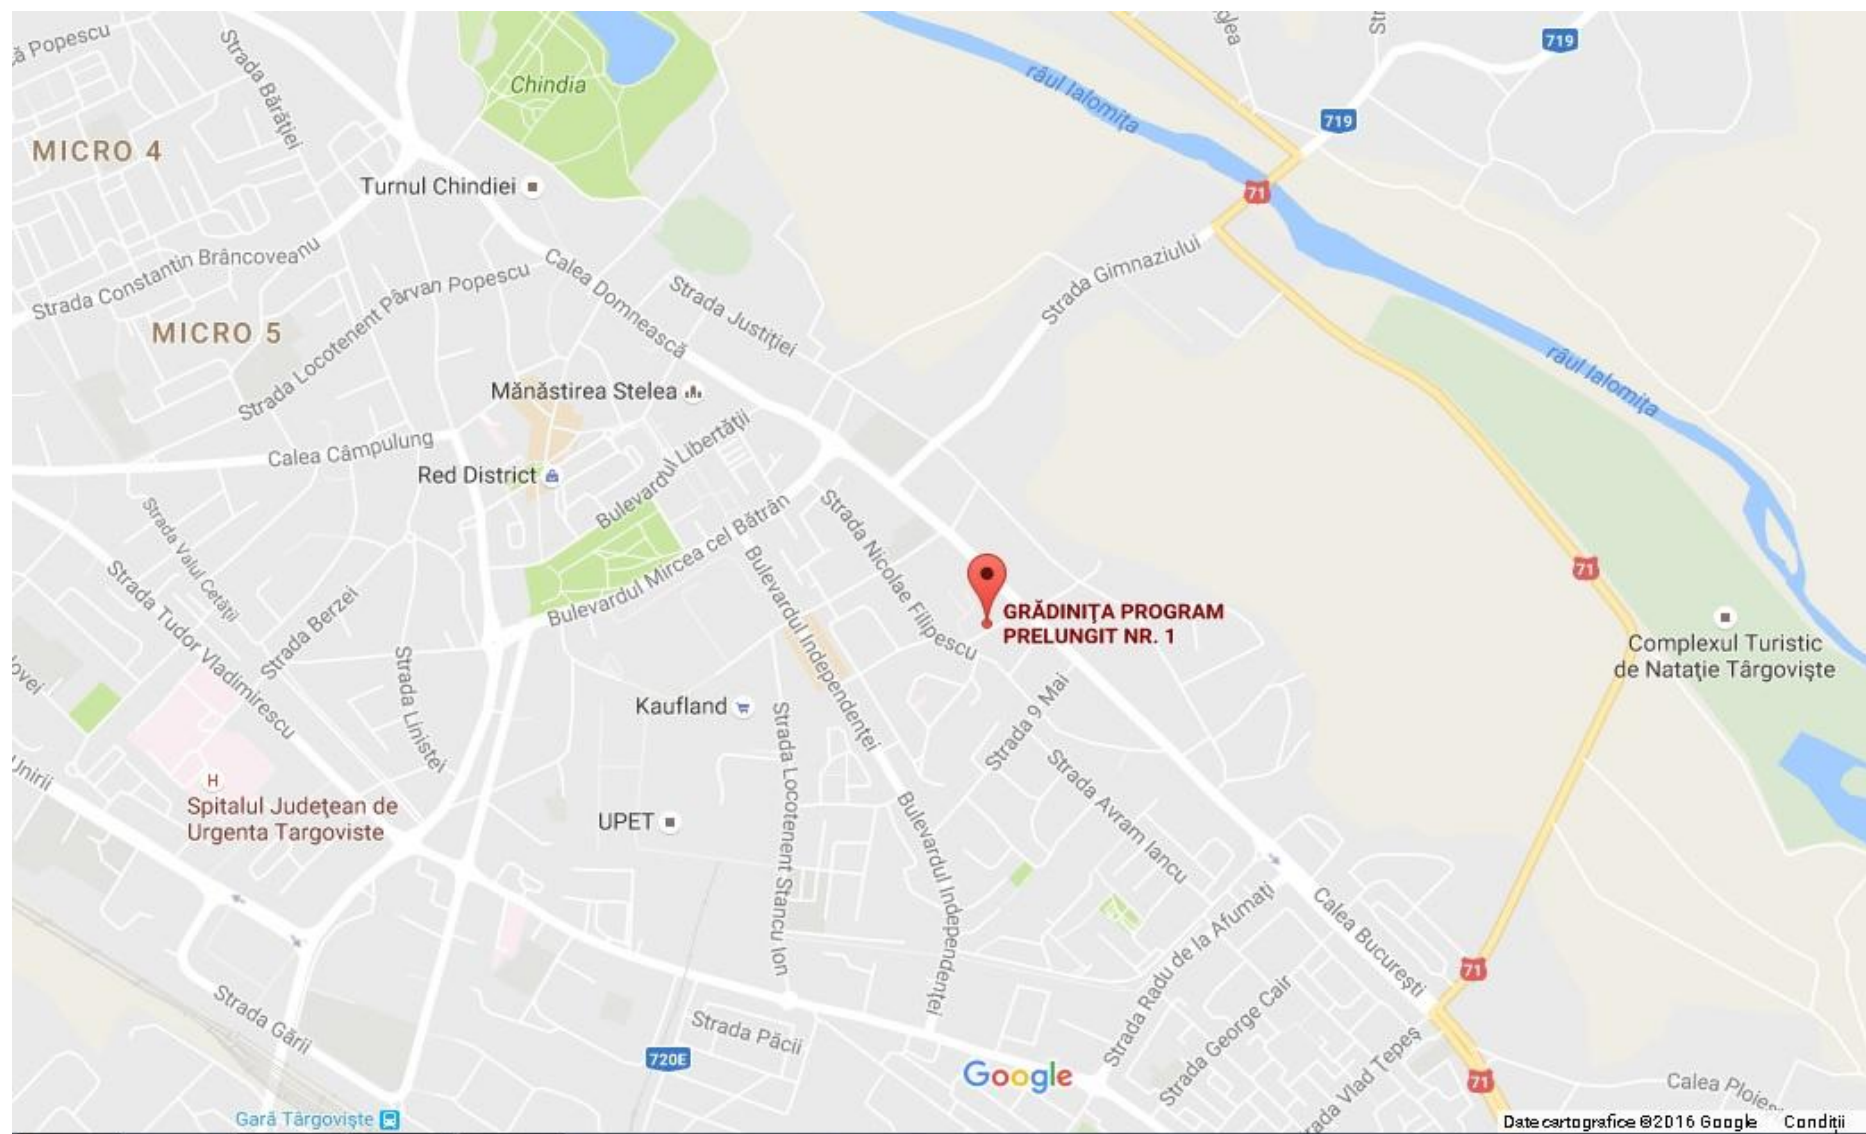 ă Popescu
Strada Bărăției
Chindia
râul Ialomița
719
719
MICRO 4
Turnul Chindiei
71
Strada Constantin Brâncoveanu
Strada Locotenent Pârvan Popescu
Calea Domnească
Strada Justiției
Strada Gimnaziului
MICRO 5
râul Ialomița
Mănăstirea Stelea
Calea Câmpulung
Red District
Bulevardul Libertății
Bulevardul Mircea cel Bătrân
Strada Nicolae Filipescu
Strada Valul Cetății
Strada Tudor Vladimirescu
Strada Berzei
Bulevardul Independenței
71
GRĂDINIȚA PROGRAM
PRELUNGIT NR. 1
Complexul Turistic
de Natație Târgoviște
Strada Liniștei
Kaufland
Strada Locotenent Stancu Ion
Strada 9 Mai
Strada Avram Iancu
Unirii
H
Spitalul Județean de
Urgenta Targoviste
UPET
Bulevardul Independenței
Strada Radu de la Afumați
Calea București
71
Strada George Cair
Strada Gării
Strada Păcii
720E
Google
rada Vlad Țepeș
71
Calea Ploieș
Gară Târgoviște
Date cartografice ©2016 Google
Condiții